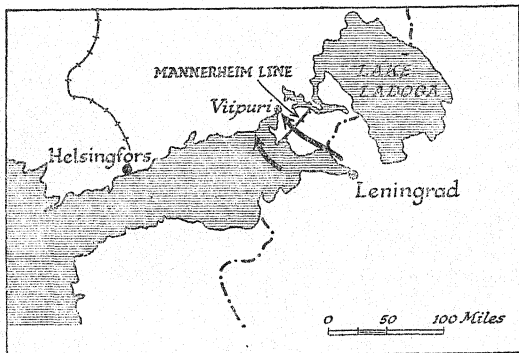 MANNERHEIM LINE
LAKE
LADOGA
Viipuri
Helsingfors
Leningrad
0 50 100 Miles